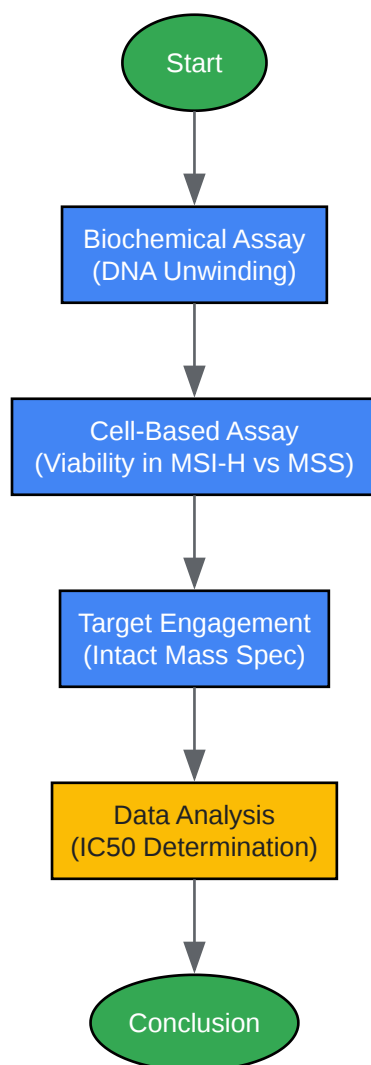 Start
Biochemical Assay
(DNA Unwinding)
Cell-Based Assay
(Viability in MSI-H vs MSS)
Target Engagement
(Intact Mass Spec)
Data Analysis
(IC50 Determination)
Conclusion